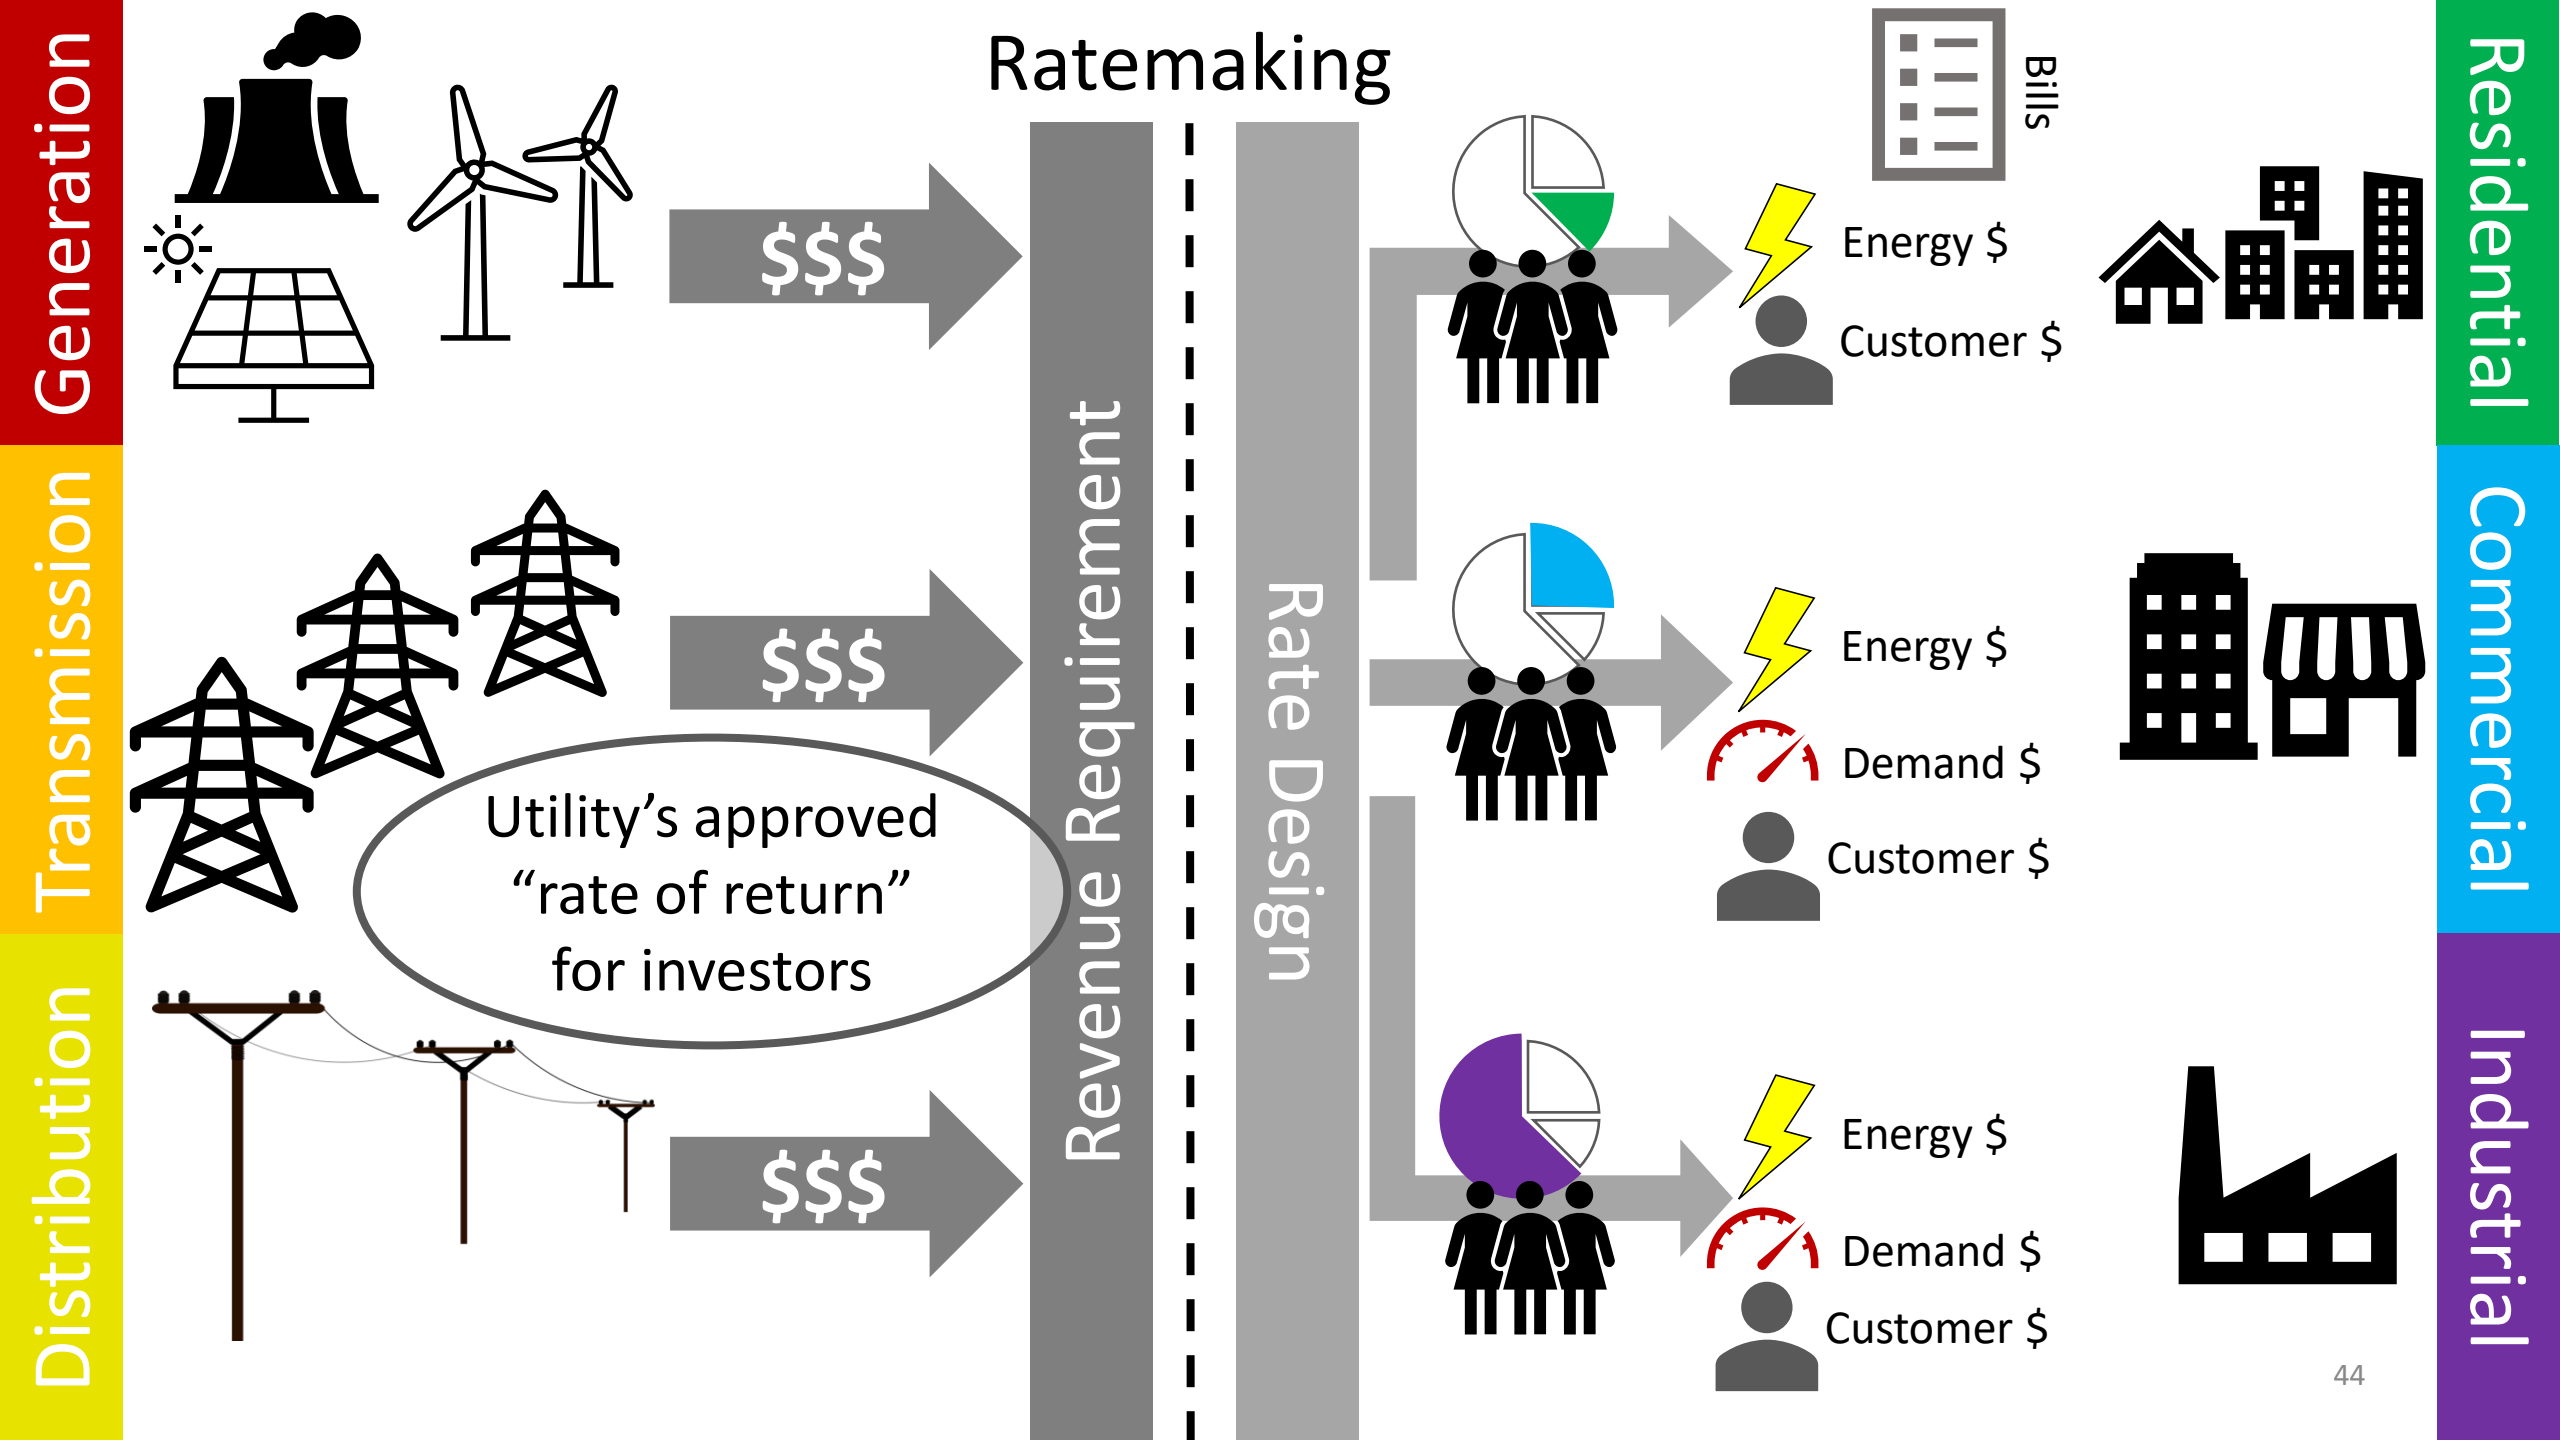 Ratemaking
Generation
Transmission
Distribution
$$$
$$$
$$$
Utility’s approved
“rate of return”
for investors
Revenue Requirement
Rate Design
Bills
Energy $
Customer $
Energy $
Demand $
Customer $
Energy $
Demand $
Customer $
Residential
Commercial
Industrial
44